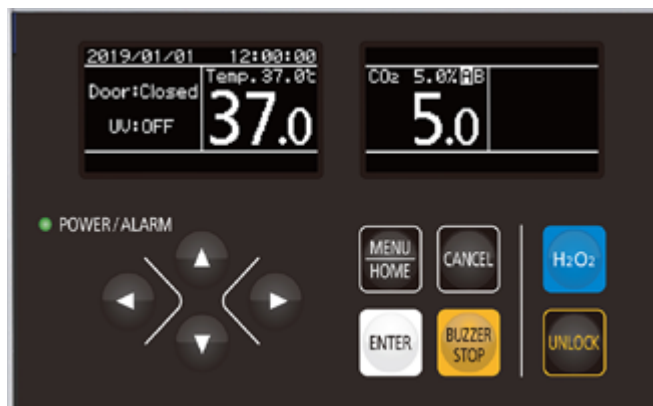 2019/01/01 12:00:00
Door:Closed
UV:OFF
Temp.37.0℃
37.0
CO₂ 5.0% A B
5.0
POWER/ALARM
MENU
HOME
CANCEL
H₂O₂
ENTER
BUZZER
STOP
UNLOCK